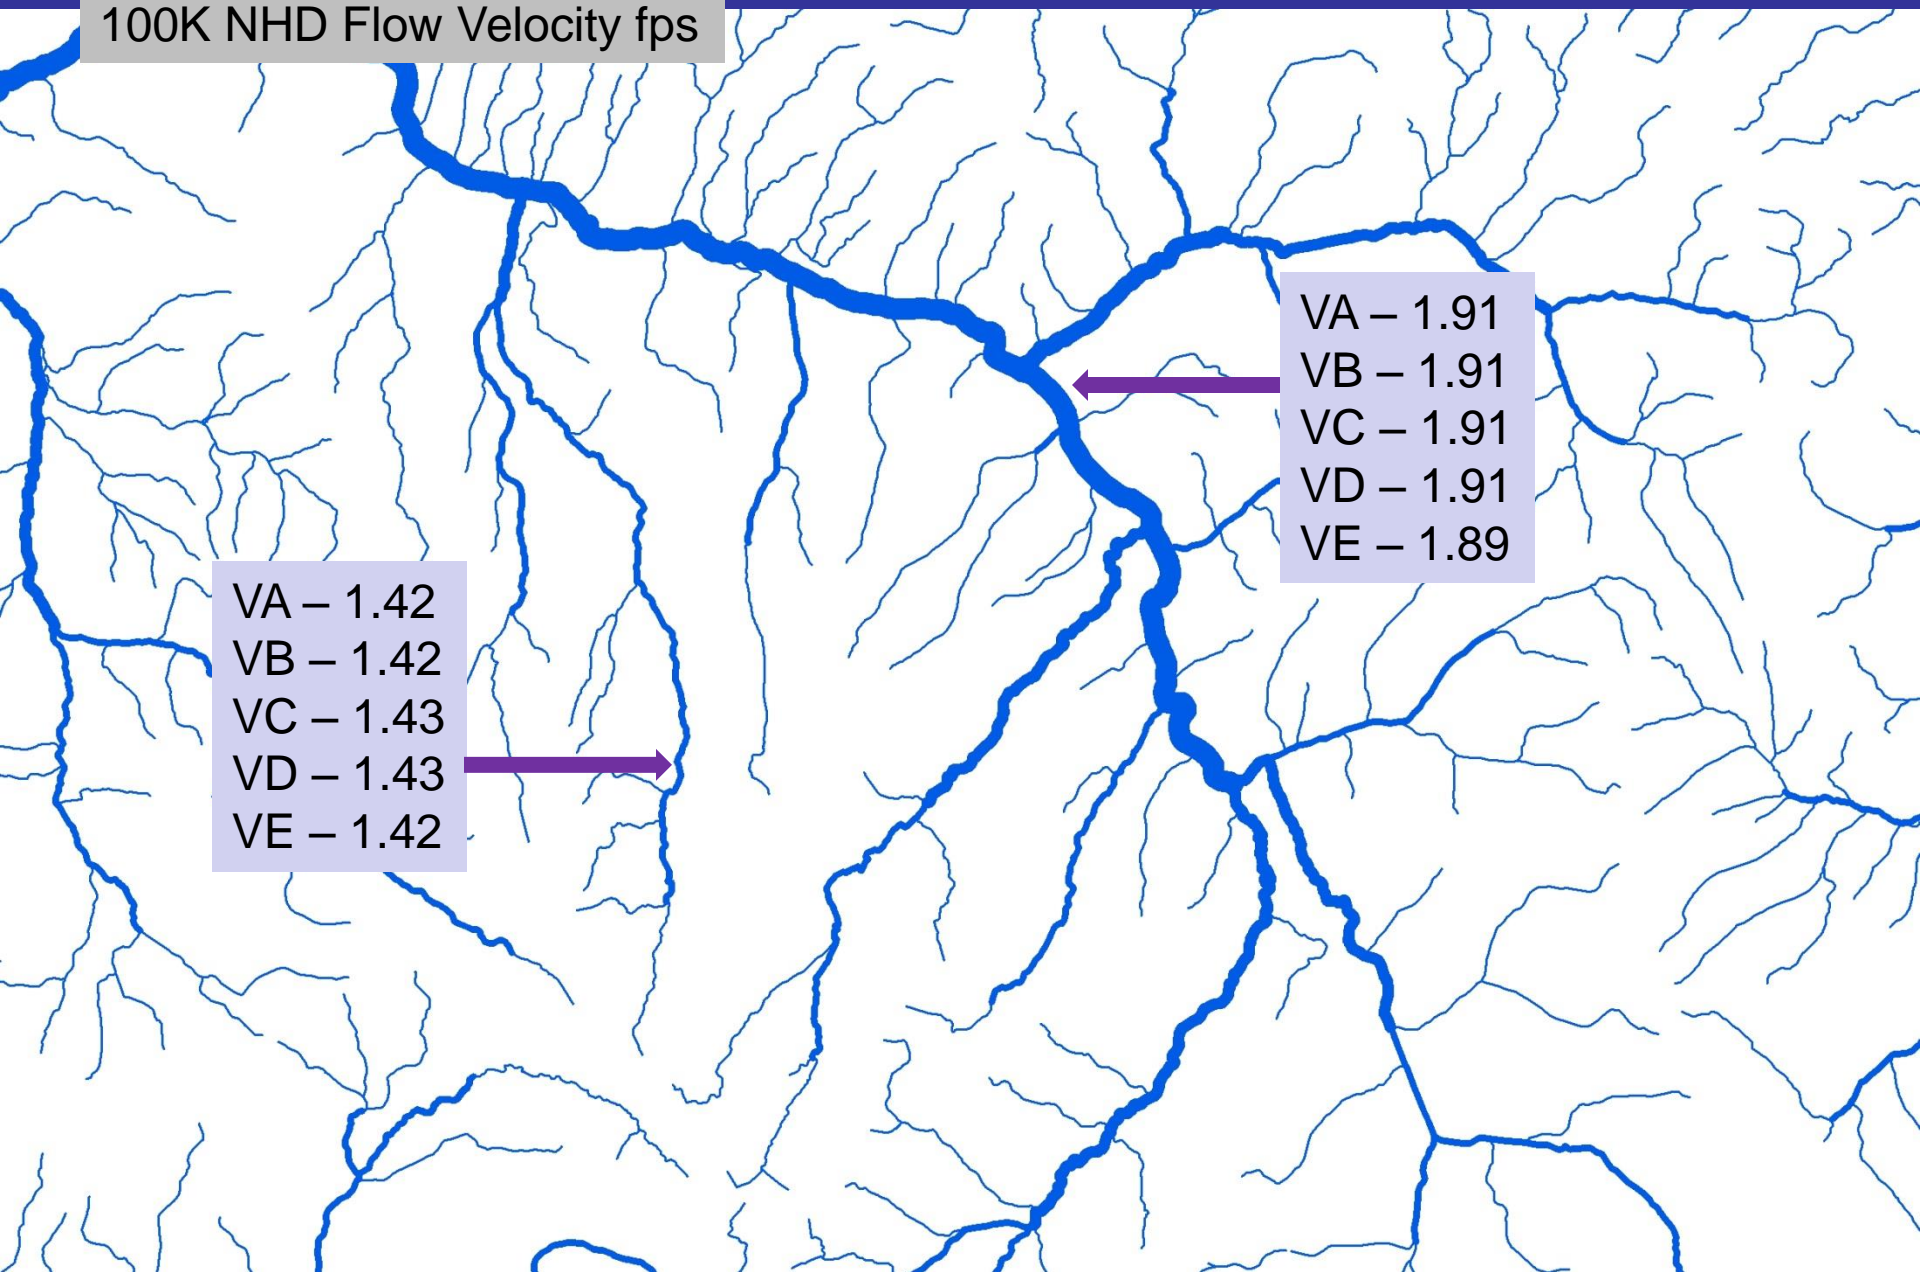 100K NHD Flow Velocity fps
VA – 1.91
VB – 1.91
VC – 1.91
VD – 1.91
VE – 1.89
VA – 1.42
VB – 1.42
VC – 1.43
VD – 1.43
VE – 1.42